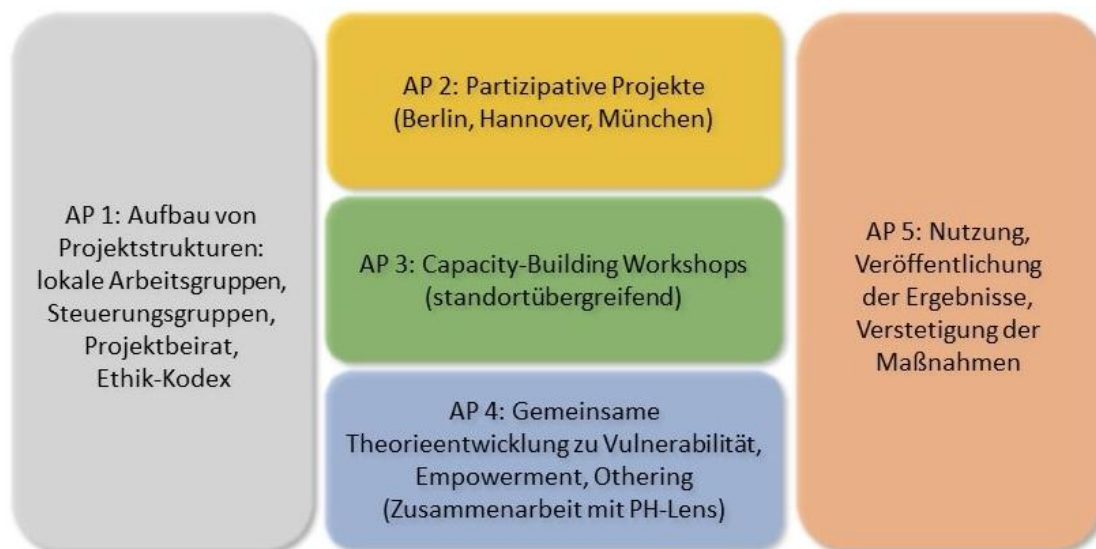 AP 1: Aufbau von
Projektstrukturen:
lokale Arbeitsgruppen,
Steuerungsgruppen,
Projektbeirat,
Ethik-Kodex
AP 2: Partizipative Projekte
(Berlin, Hannover, München)
AP 3: Capacity-Building Workshops
(standortübergreifend)
AP 4: Gemeinsame
Theorieentwicklung zu Vulnerabilität,
Empowerment, Othering
(Zusammenarbeit mit PH-Lens)
AP 5: Nutzung,
Veröffentlichung
der Ergebnisse,
Verstetigung der
Maßnahmen